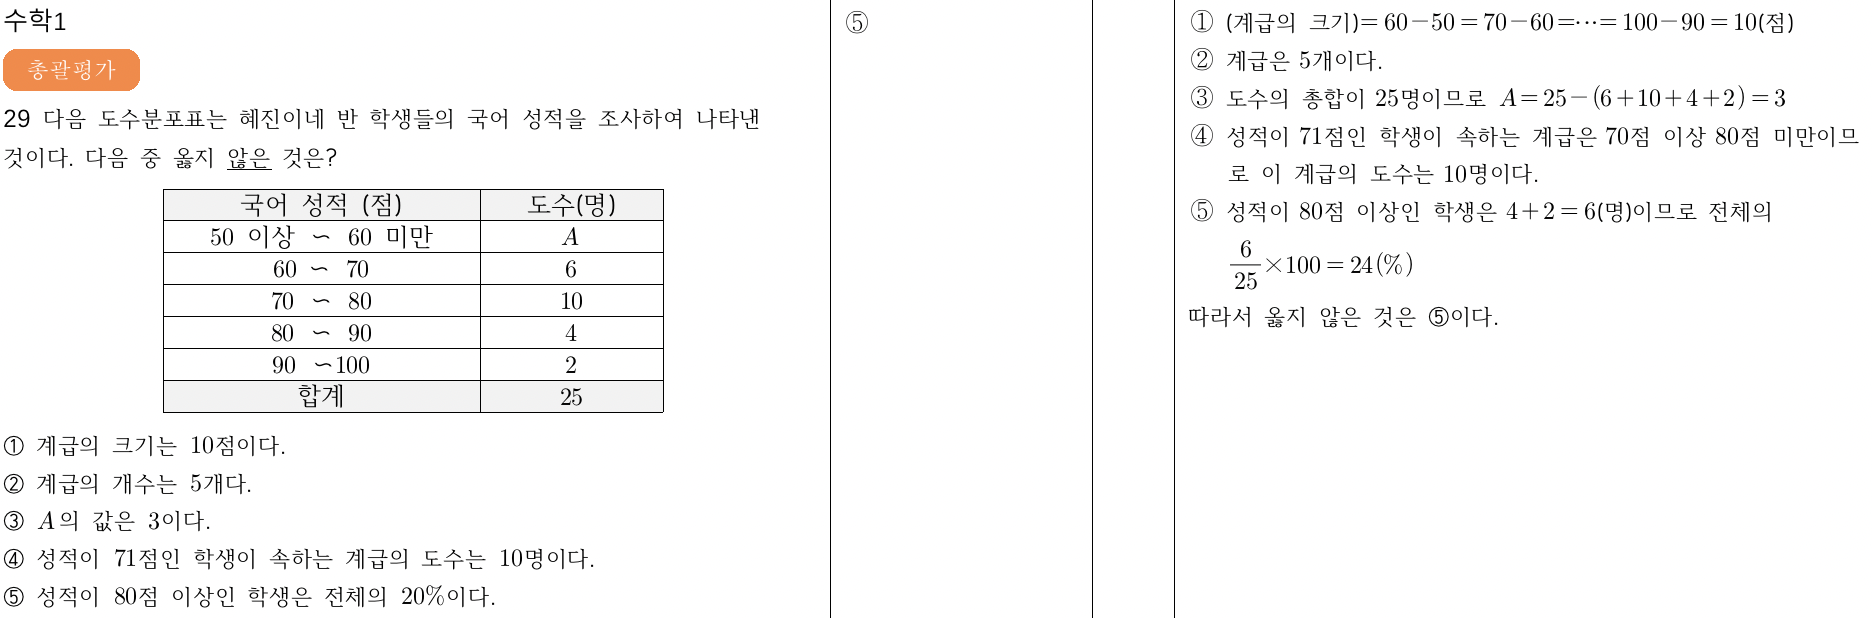 수학1
총괄평가
29 다음 도수분포표는 혜진이네 반 학생들의 국어 성적을 조사하여 나타낸
것이다. 다음 중 옳지 않은 것은?
국어 성적 (점) 도수(명)
50 이상 ∼ 60 미만 A
60 ∼ 70 6
70 ∼ 80 10
80 ∼ 90 4
90 ∼100 2
합계 25
① 계급의 크기는 10점이다.
② 계급의 개수는 5개다.
③ A의 값은 3이다.
④ 성적이 71점인 학생이 속하는 계급의 도수는 10명이다.
⑤ 성적이 80점 이상인 학생은 전체의 20%이다.
⑤
① (계급의 크기)=60-50=70-60=⋯=100-90=10(점)
② 계급은 5개이다.
③ 도수의 총합이 25명이므로 A=25-(6+10+4+2)=3
④ 성적이 71점인 학생이 속하는 계급은 70점 이상 80점 미만이므
로 이 계급의 도수는 10명이다.
⑤ 성적이 80점 이상인 학생은 4+2=6(명)이므로 전체의
6/25×100=24(%)
따라서 옳지 않은 것은 ⑤이다.